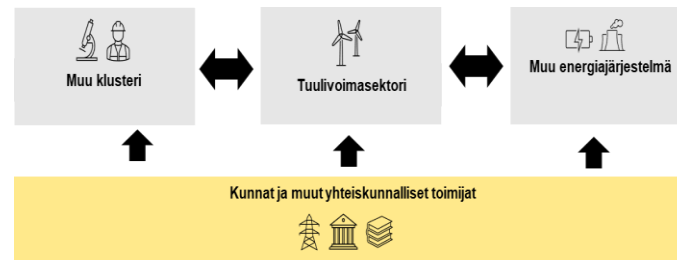 Muu klusteri
Tuulivoimasektori
Muu energiajärjestelmä
Kunnat ja muut yhteiskunnalliset toimijat